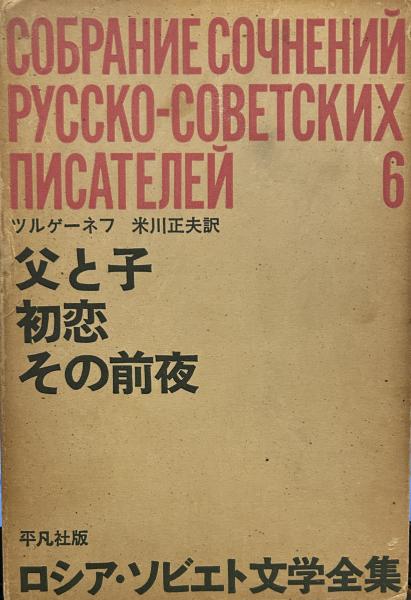 СОБРАНИЕ СОЧНЕНИЙ
РУССКО-СОВЕТСКИХ
ПИСАТЕЛЕЙ 6
ツルゲーネフ 米川正夫訳
父と子
初恋
その前夜
平凡社版
ロシア・ソビエト文学全集